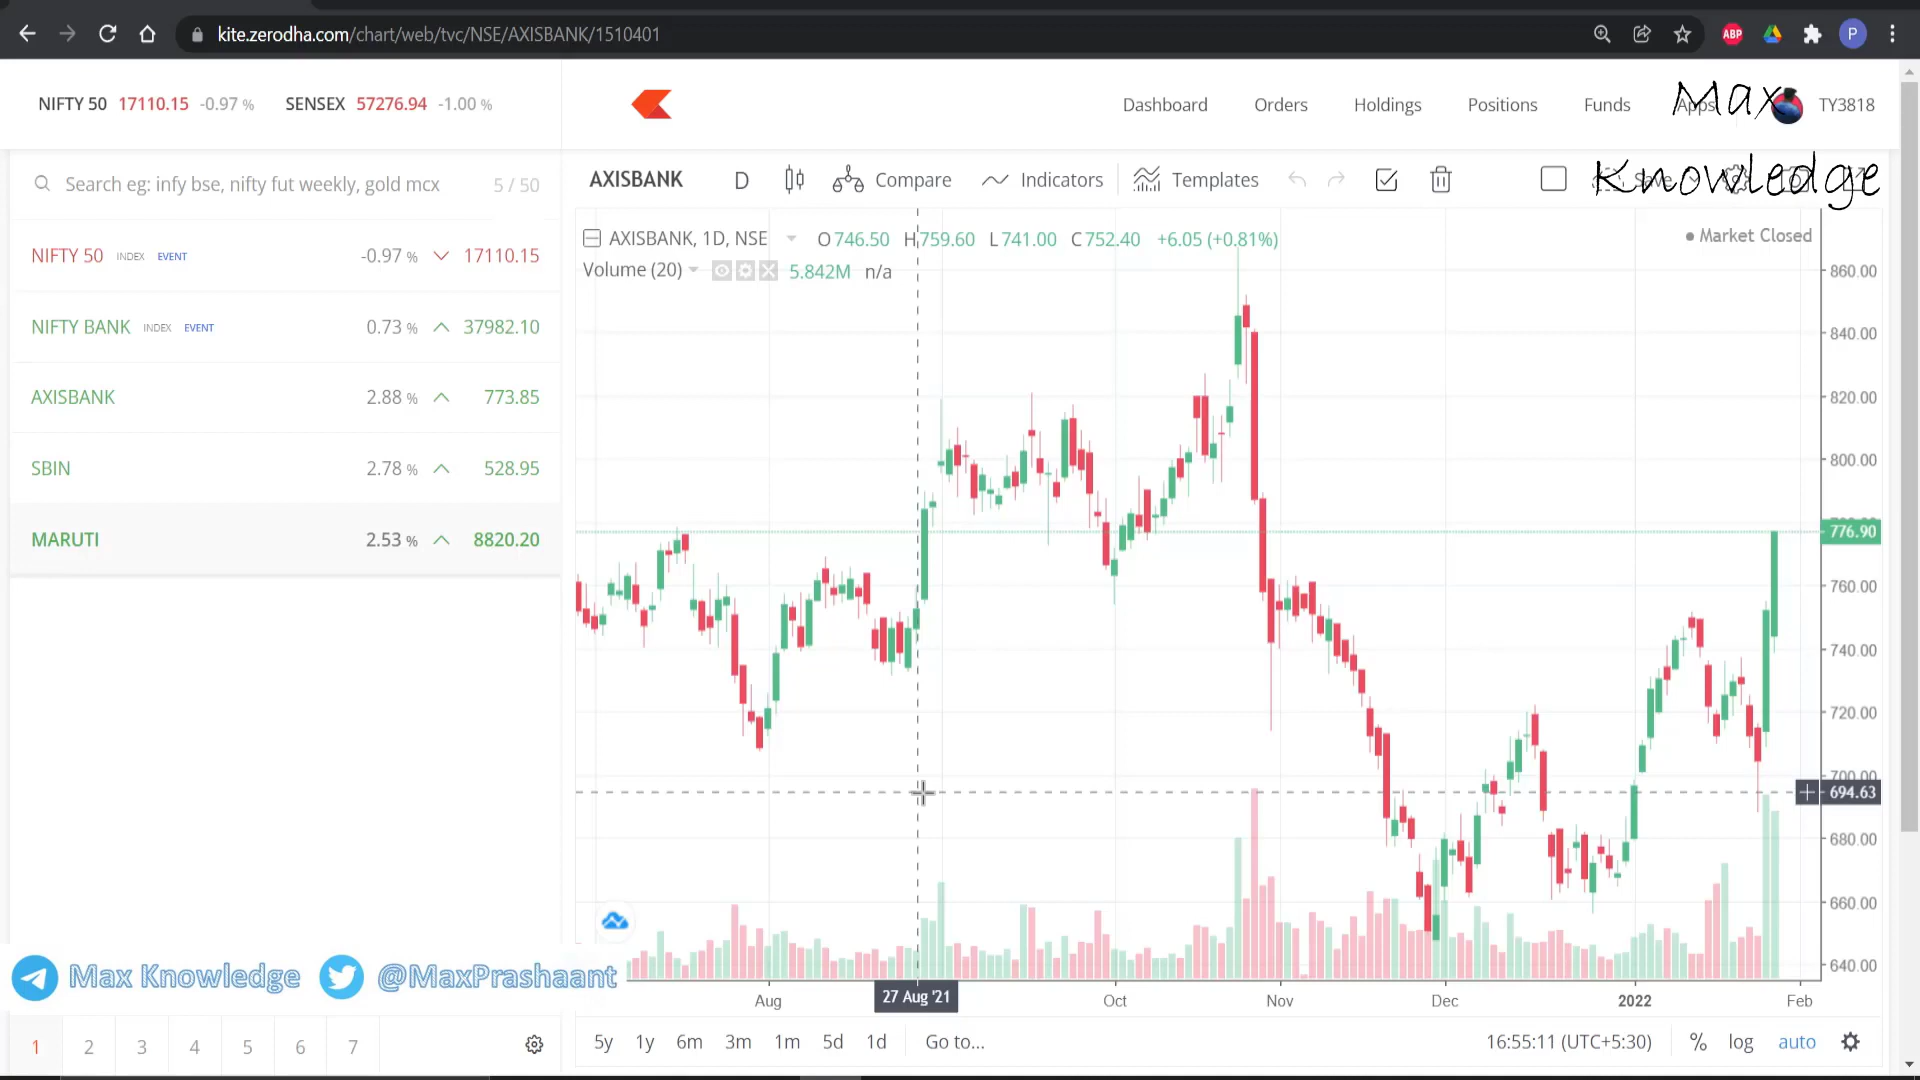 kite.zerodha.com/chart/web/tvc/NSE/AXISBANK/1510401
ABP
P
NIFTY 50 17110.15 -0.97 % SENSEX 57276.94 -1.00 %
Dashboard Orders Holdings Positions Funds Apps TY3818
Max
Knowledge
Search eg: infy bse, nifty fut weekly, gold mcx 5 / 50
AXISBANK D Compare Indicators Templates Save
NIFTY 50 INDEX EVENT -0.97 % 17110.15
NIFTY BANK INDEX EVENT 0.73 % 37982.10
AXISBANK 2.88 % 773.85
SBIN 2.78 % 528.95
MARUTI 2.53 % 8820.20
AXISBANK, 1D, NSE O 746.50 H 759.60 L 741.00 C 752.40 +6.05 (+0.81%)
Market Closed
Volume (20) 5.842M n/a
860.00
840.00
820.00
800.00
776.90
760.00
740.00
720.00
700.00
694.63
680.00
660.00
640.00
Aug 27 Aug '21 Oct Nov Dec 2022 Feb
Max Knowledge @MaxPrashaant
1 2 3 4 5 6 7
5y 1y 6m 3m 1m 5d 1d Go to... 16:55:11 (UTC+5:30) % log auto